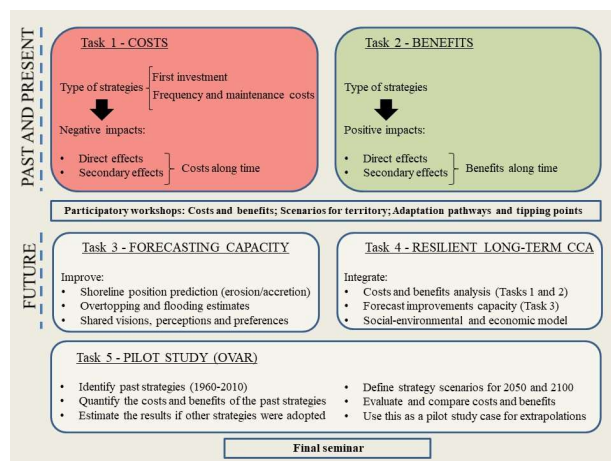 PAST AND PRESENT
Task 1 - COSTS
Type of strategies
First investment
Frequency and maintenance costs
Negative impacts:
• Direct effects
• Secondary effects
Costs along time
Task 2 - BENEFITS
Type of strategies
Positive impacts:
• Direct effects
• Secondary effects
Benefits along time
Participatory workshops: Costs and benefits; Scenarios for territory; Adaptation pathways and tipping points
FUTURE
Task 3 - FORECASTING CAPACITY
Improve:
• Shoreline position prediction (erosion/accretion)
• Overtopping and flooding estimates
• Shared visions, perceptions and preferences
Task 4 - RESILIENT LONG-TERM CCA
Integrate:
• Costs and benefits analysis (Tasks 1 and 2)
• Forecast improvements capacity (Task 3)
• Social-environmental and economic model
Task 5 - PILOT STUDY (OVAR)
• Identify past strategies (1960-2010)
• Quantify the costs and benefits of the past strategies
• Estimate the results if other strategies were adopted
• Define strategy scenarios for 2050 and 2100
• Evaluate and compare costs and benefits
• Use this as a pilot study case for extrapolations
Final seminar